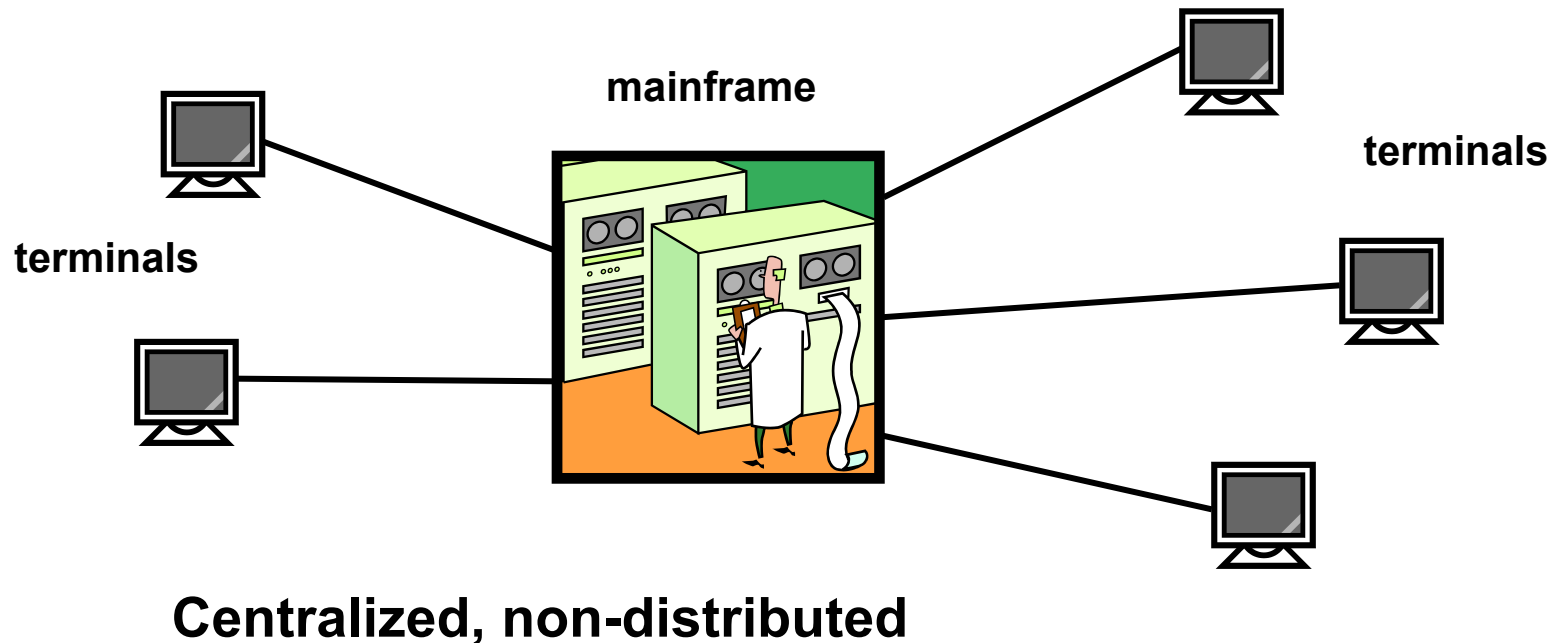 mainframe
terminals
terminals
Centralized, non-distributed